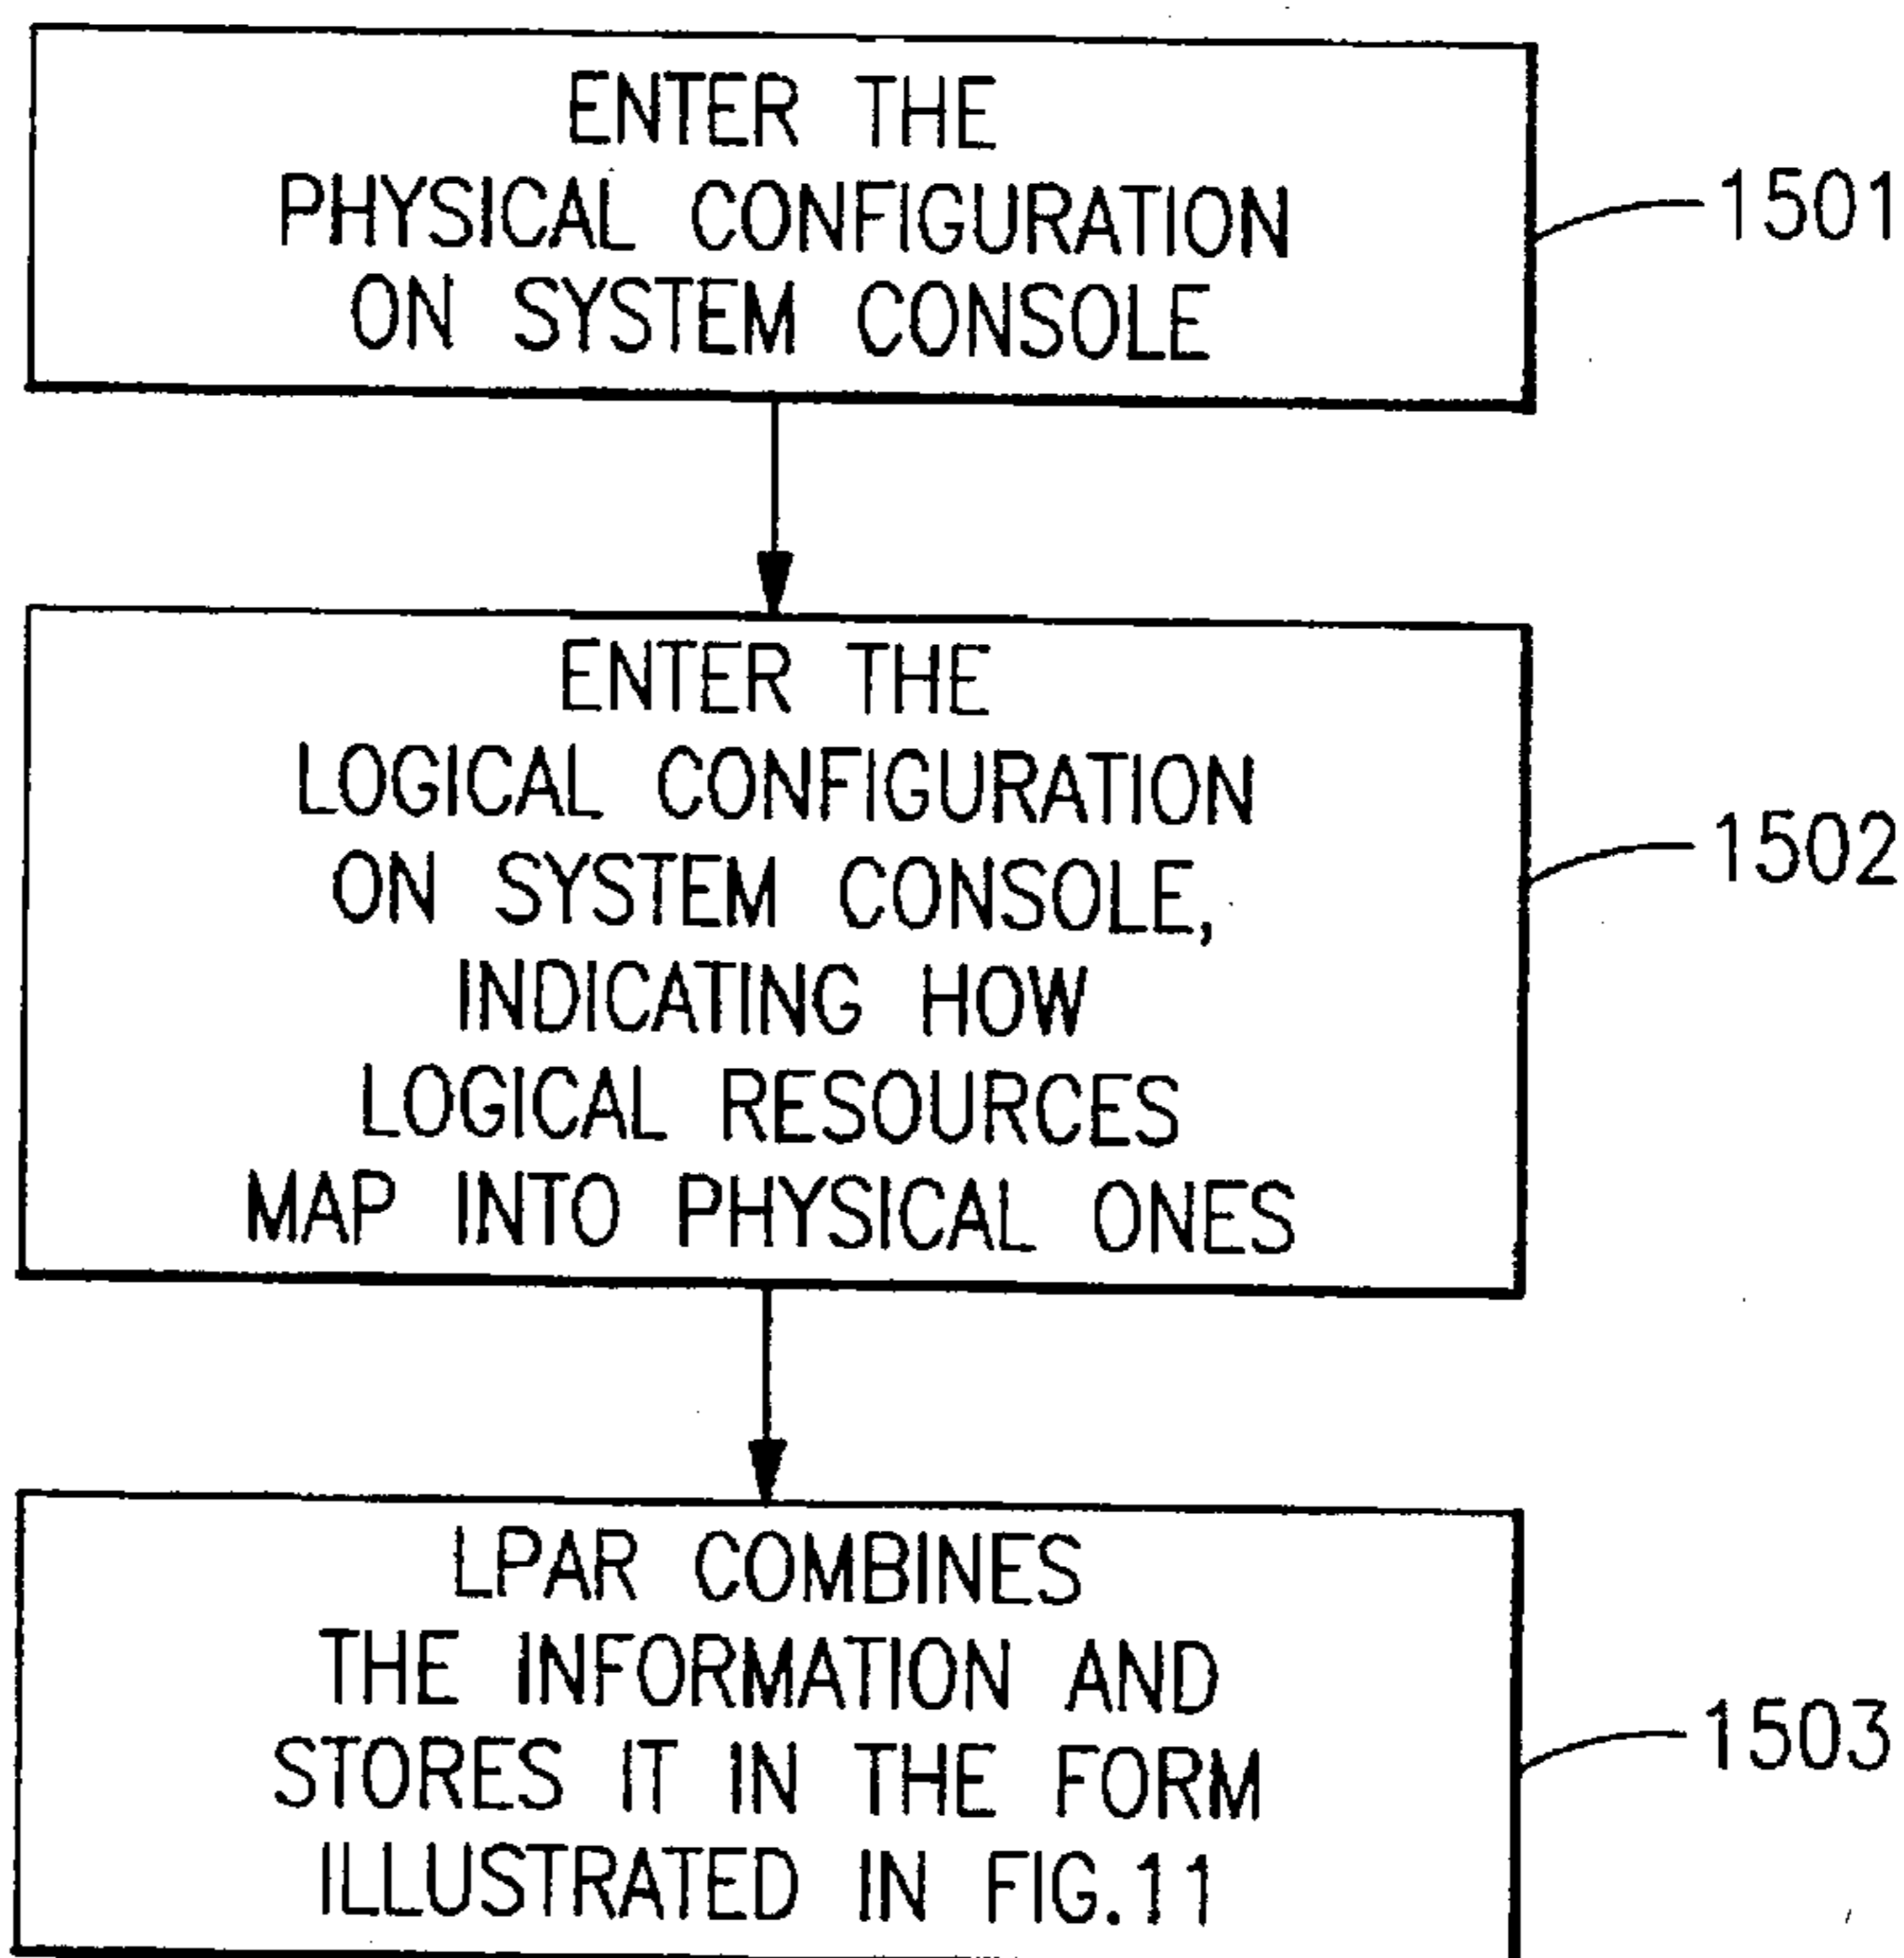 ENTER THE
PHYSICAL CONFIGURATION
ON SYSTEM CONSOLE
1501
ENTER THE
LOGICAL CONFIGURATION
ON SYSTEM CONSOLE,
INDICATING HOW
LOGICAL RESOURCES
MAP INTO PHYSICAL ONES
1502
LPAR COMBINES
THE INFORMATION AND
STORES IT IN THE FORM
ILLUSTRATED IN FIG.11
1503